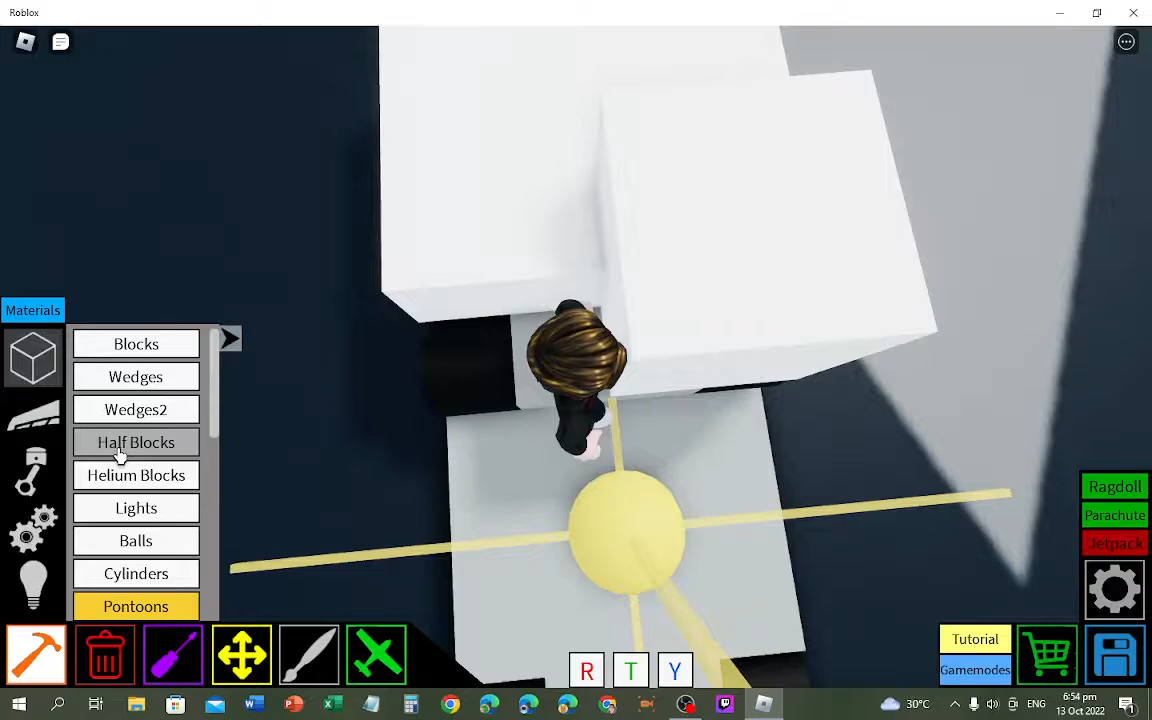 Roblox
Materials
Blocks
Wedges
Wedges2
Half Blocks
Helium Blocks
Lights
Balls
Cylinders
Pontoons
Ragdoll
Parachute
Jetpack
Tutorial
Gamemodes
R T Y
30°C
ENG
6:54 pm
13 Oct 2022
1